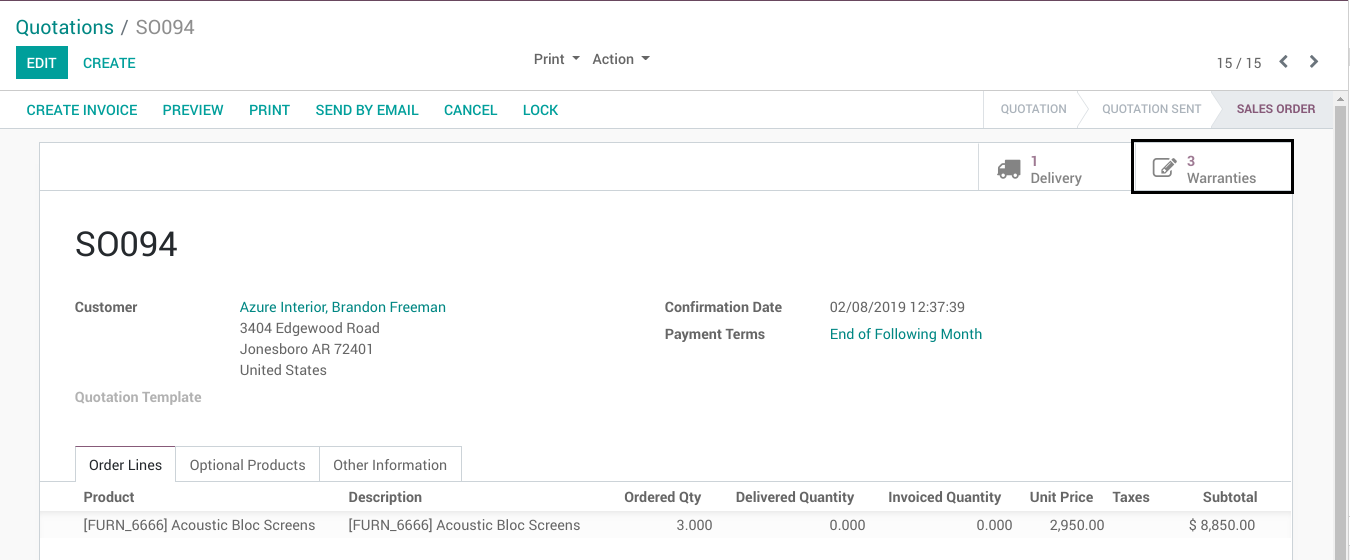 Quotations / SO094
EDIT CREATE Print Action 15 / 15
CREATE INVOICE PREVIEW PRINT SEND BY EMAIL CANCEL LOCK QUOTATION QUOTATION SENT SALES ORDER
1 Delivery
3 Warranties
SO094
Customer Azure Interior, Brandon Freeman Confirmation Date 02/08/2019 12:37:39
3404 Edgewood Road Payment Terms End of Following Month
Jonesboro AR 72401
United States
Quotation Template
Order Lines Optional Products Other Information
Product Description Ordered Qty Delivered Quantity Invoiced Quantity Unit Price Taxes Subtotal
[FURN_6666] Acoustic Bloc Screens [FURN_6666] Acoustic Bloc Screens 3.000 0.000 0.000 2,950.00 $ 8,850.00